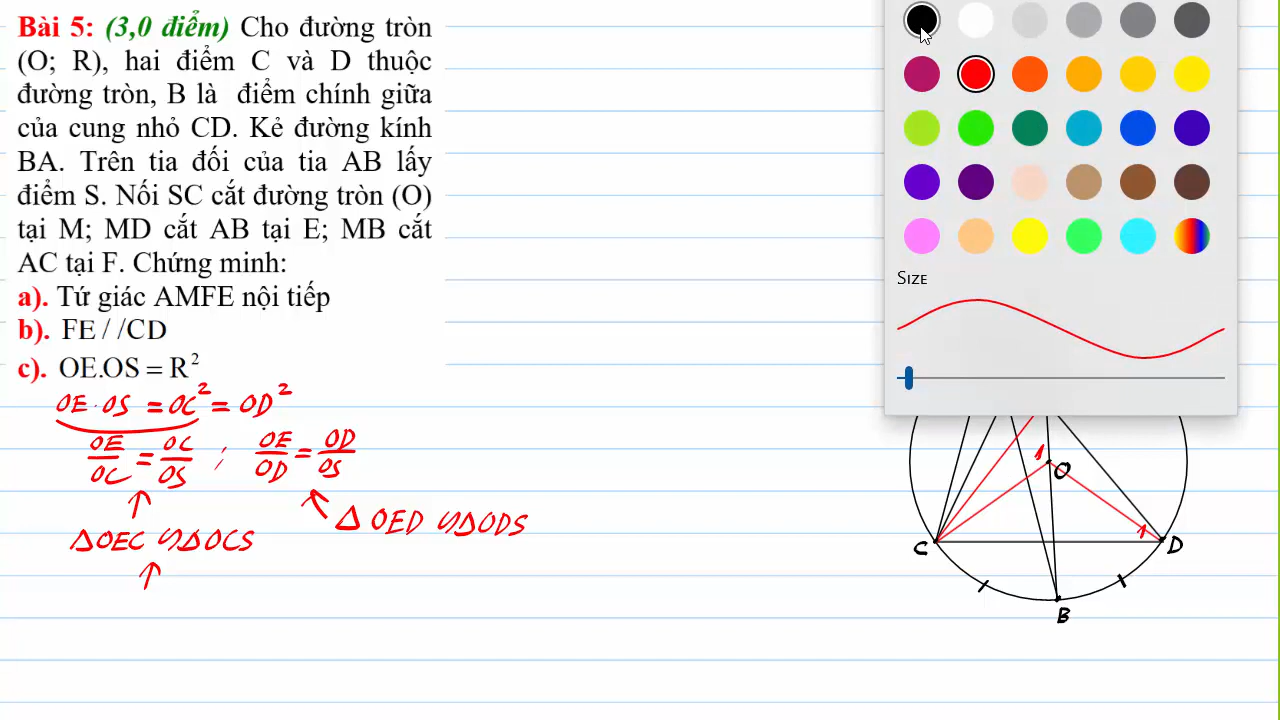 Bài 5: (3,0 điểm) Cho đường tròn
(O; R), hai điểm C và D thuộc
đường tròn, B là điểm chính giữa
của cung nhỏ CD. Kẻ đường kính
BA. Trên tia đối của tia AB lấy
điểm S. Nối SC cắt đường tròn (O)
tại M; MD cắt AB tại E; MB cắt
AC tại F. Chứng minh:
a). Tứ giác AMFE nội tiếp
b). FE//CD
c). OE.OS = R²
OE·OS = OC² = OD²
OE/OC = OC/OS ; OE/OD = OD/OS
↑ ↖
ΔOEC ∽ ΔOCS ΔOED ∽ ΔODS
↑
SIZE
1
O
1
C
D
B